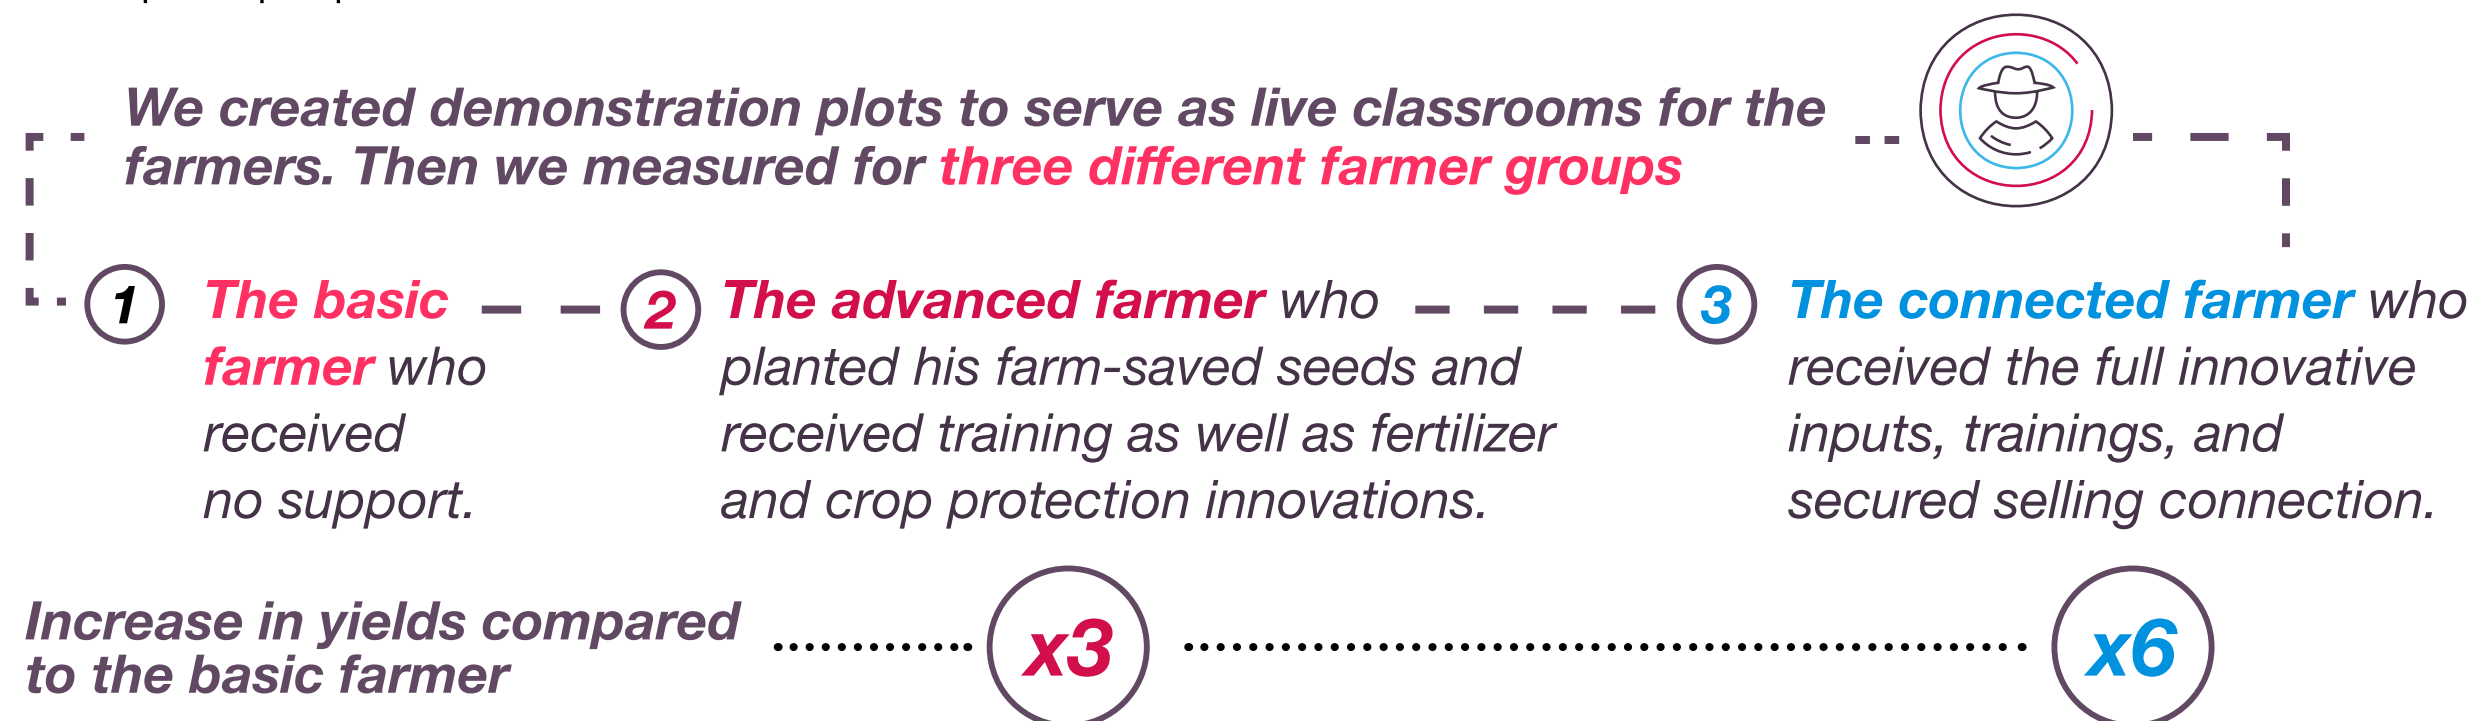 We created demonstration plots to serve as live classrooms for the
farmers. Then we measured for three different farmer groups
1
The basic
farmer who
received
no support.
2
The advanced farmer who
planted his farm-saved seeds and
received training as well as fertilizer
and crop protection innovations.
3
The connected farmer who
received the full innovative
inputs, trainings, and
secured selling connection.
Increase in yields compared
to the basic farmer
x3
x6